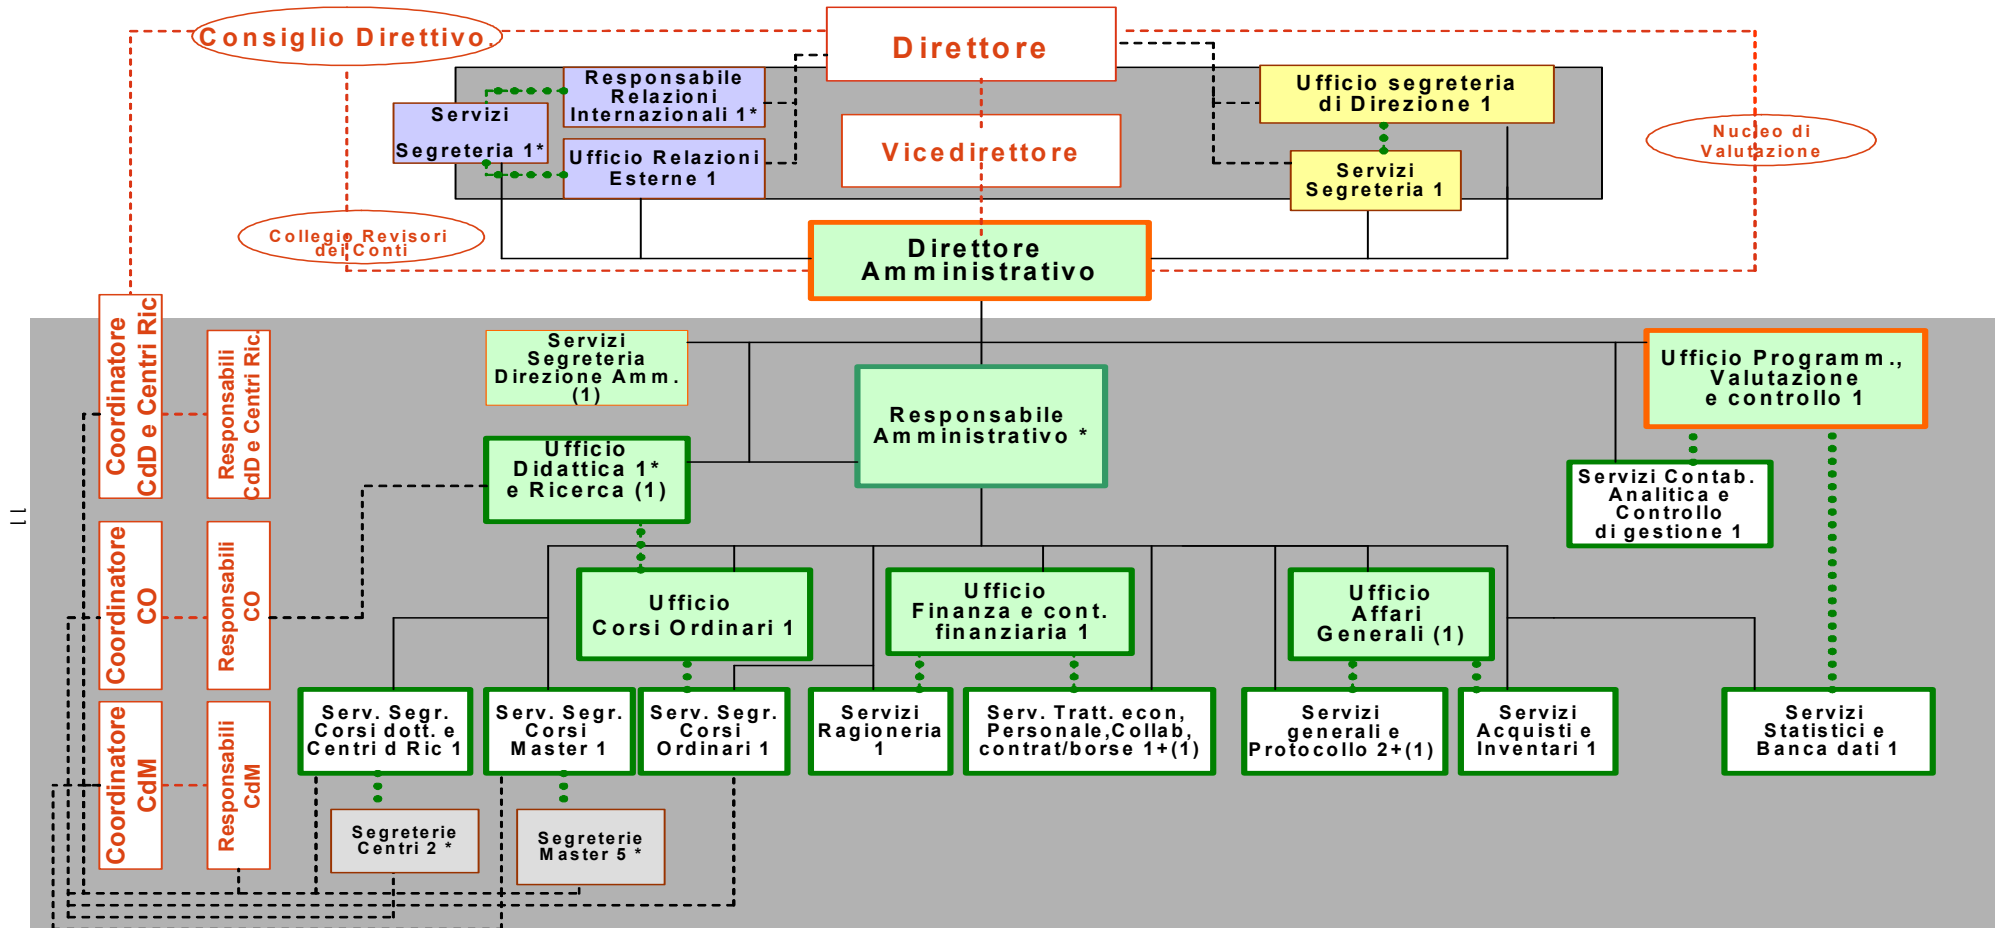 Consiglio Direttivo.
Direttore
Responsabile
Relazioni
Internazionali 1*
Ufficio segreteria
di Direzione 1
Servizi
Segreteria 1*
Vicedirettore
Nucleo di
Valutazione
Ufficio Relazioni
Esterne 1
Servizi
Segreteria 1
Collegio Revisori
dei Conti
Direttore
Amministrativo
Coordinatore
CdD e Centri Ric
Responsabili
CdD e Centri Ric.
Servizi
Segreteria
Direzione Amm.
(1)
Ufficio Programm.,
Valutazione
e controllo 1
Responsabile
Amministrativo *
Ufficio
Didattica 1*
e Ricerca (1)
Servizi Contab.
Analitica e
Controllo
di gestione 1
11
Coordinatore
CO
Responsabili
CO
Ufficio
Corsi Ordinari 1
Ufficio
Finanza e cont.
finanziaria 1
Ufficio
Affari
Generali (1)
Coordinatore
CdM
Responsabili
CdM
Serv. Segr.
Corsi dott. e
Centri d Ric 1
Serv. Segr.
Corsi
Master 1
Serv. Segr.
Corsi
Ordinari 1
Servizi
Ragioneria
1
Serv. Tratt. econ,
Personale,Collab,
contrat/borse 1+(1)
Servizi
generali e
Protocollo 2+(1)
Servizi
Acquisti e
Inventari 1
Servizi
Statistici e
Banca dati 1
Segreterie
Centri 2 *
Segreterie
Master 5 *